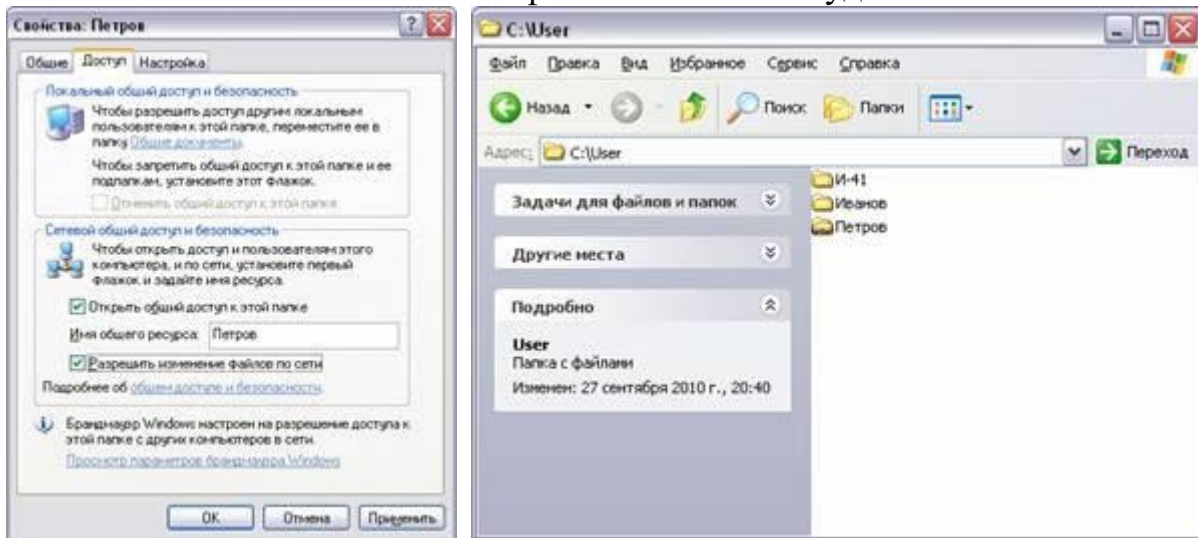 Свойства: Петров
Общие Доступ Настройка
Локальный общий доступ и безопасность
Чтобы разрешить доступ другим локальным
пользователям к этой папке, переместите ее в
папку Общие документы.
Чтобы запретить общий доступ к этой папке и ее
подпапкам, установите этот флажок.
Отменить общий доступ к этой папке
Сетевой общий доступ и безопасность
Чтобы открыть доступ и пользователям этого
компьютера, и по сети, установите первый
флажок и задайте имя ресурса.
Открыть общий доступ к этой папке
Имя общего ресурса: Петров
Разрешить изменение файлов по сети
Подробнее об общем доступе и безопасности.
Брандмауэр Windows настроен на разрешение доступа к
этой папке с других компьютеров в сети.
Просмотр параметров брандмауэра Windows
ОК Отмена Применить
C:\User
Файл Правка Вид Избранное Сервис Справка
Назад Поиск Папки
Адрес: C:\User Переход
Задачи для файлов и папок
Другие места
Подробно
User
Папка с файлами
Изменен: 27 сентября 2010 г., 20:40
И-41
Иванов
Петров